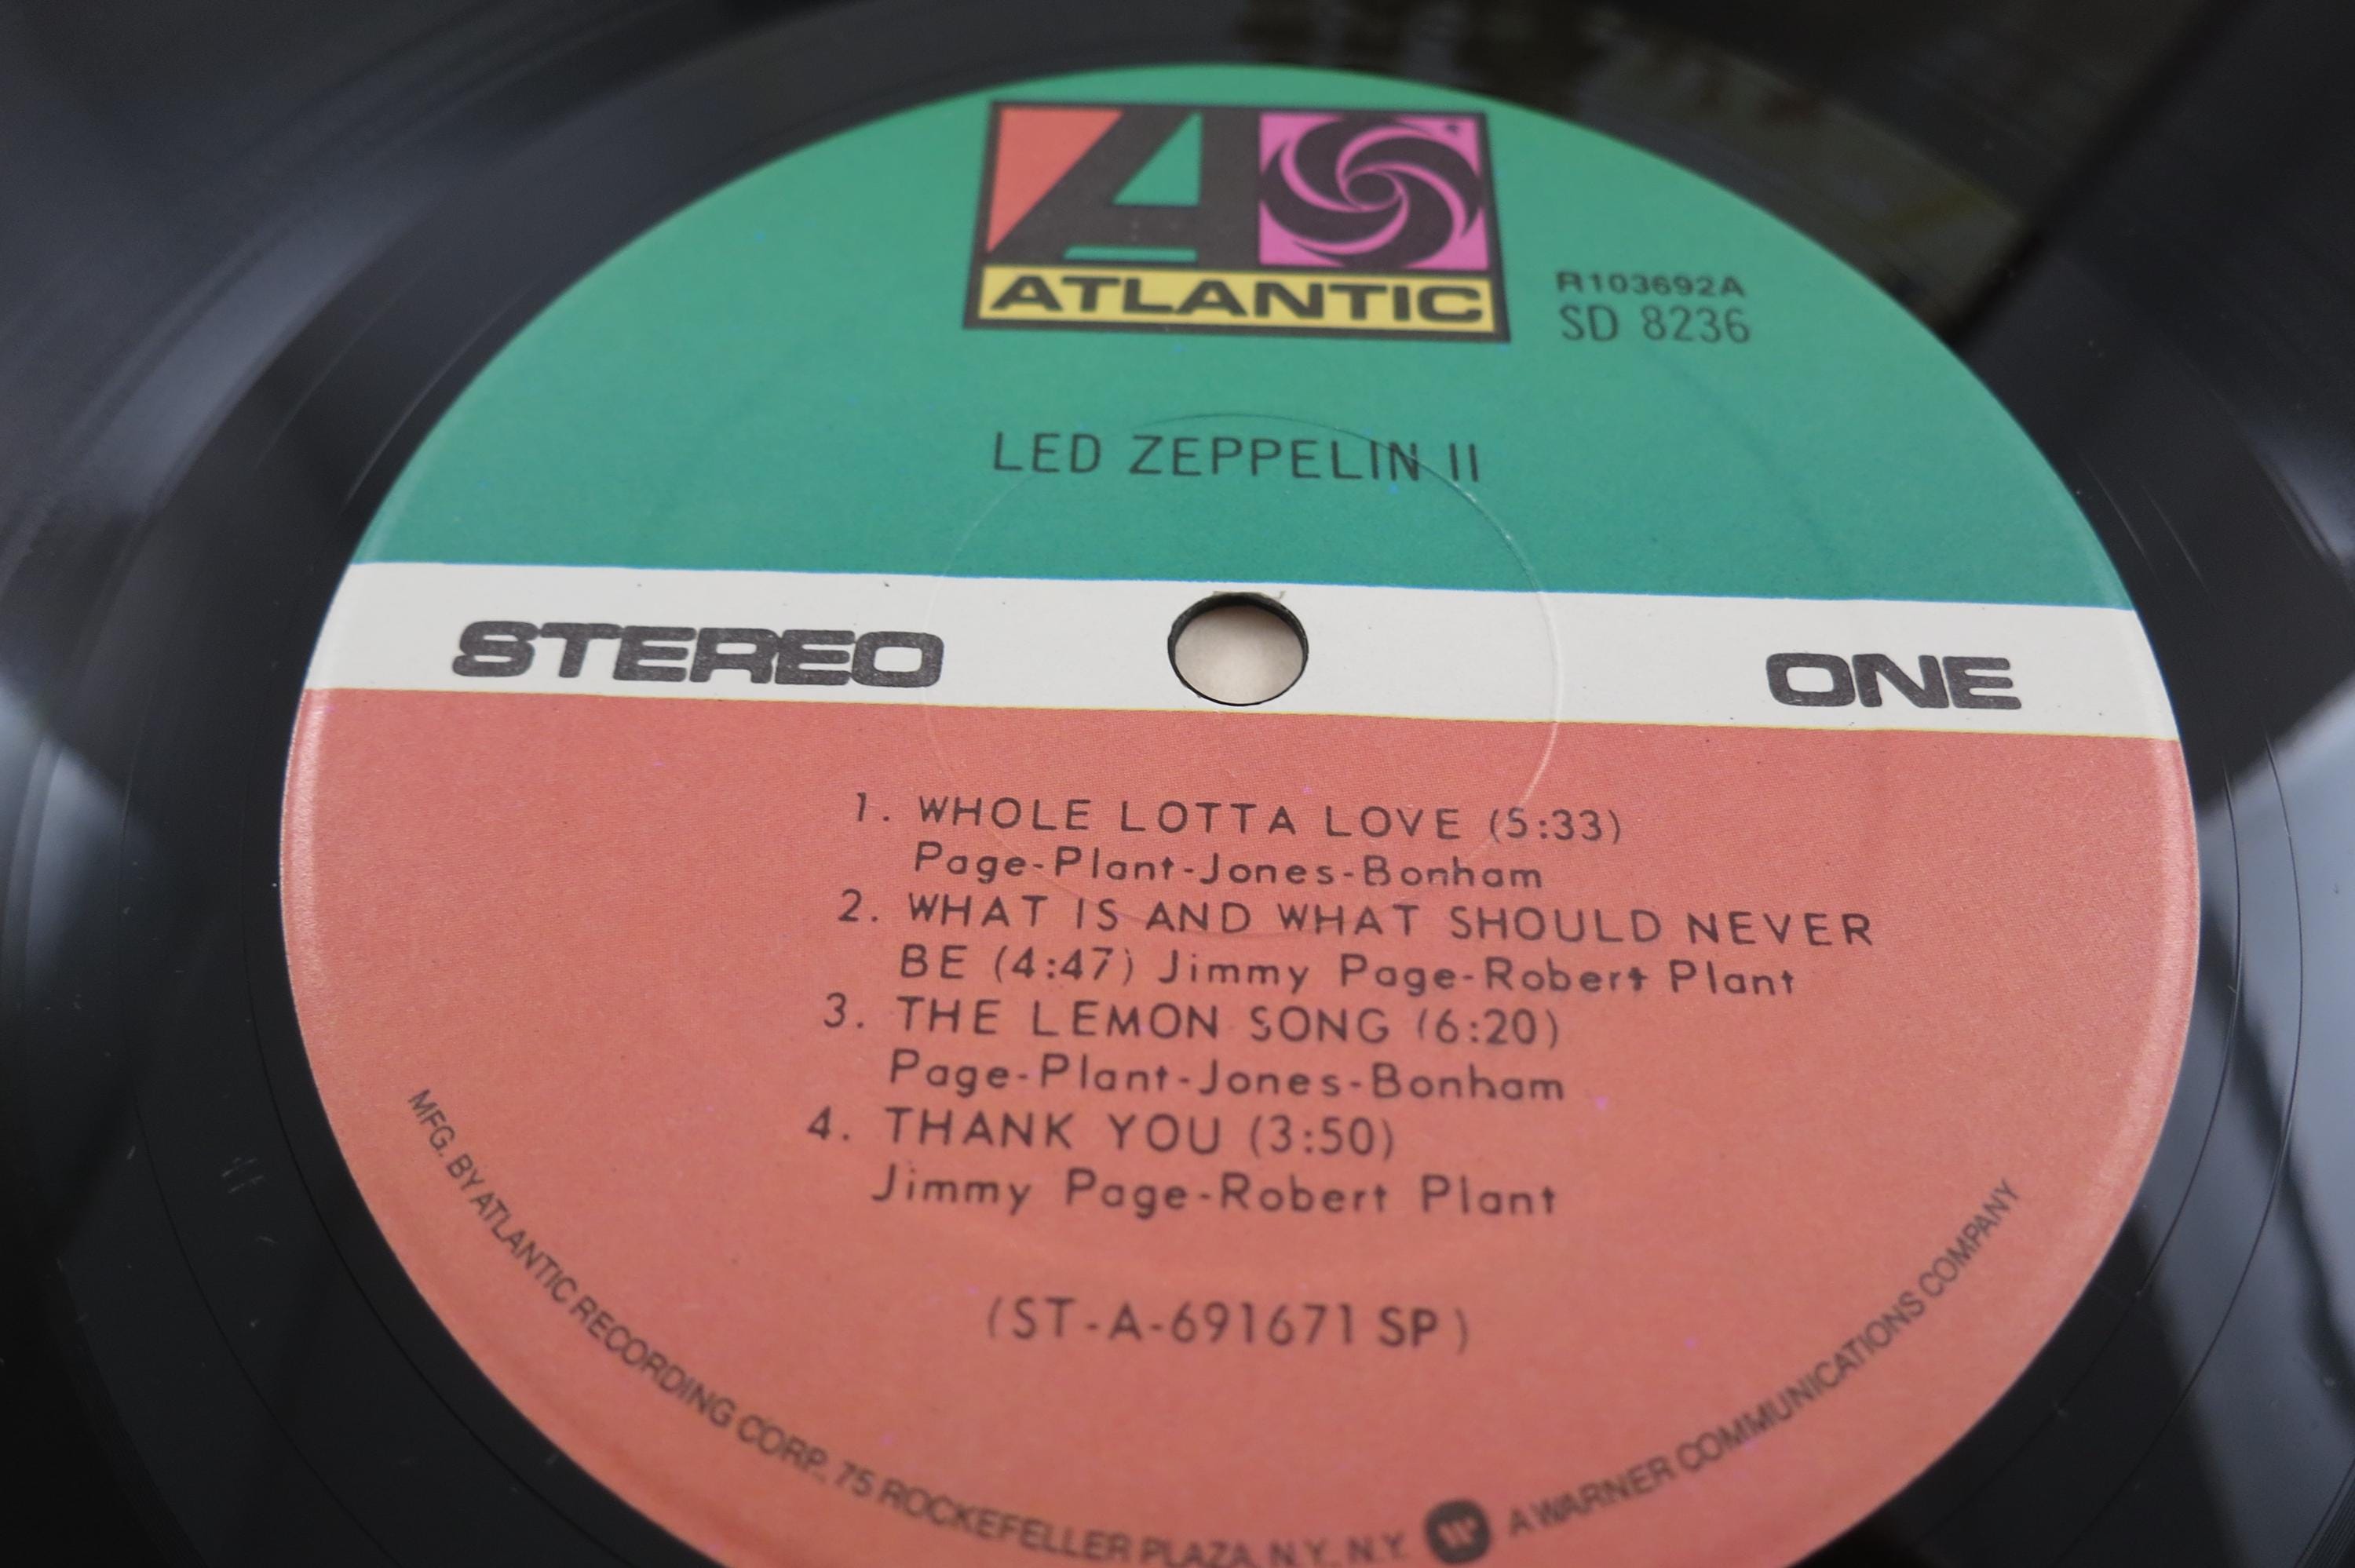 ATLANTIC
R103692A
SD 8236
LED ZEPPELIN II
STEREO
ONE
1. WHOLE LOTTA LOVE (5:33)
Page-Plant-Jones-Bonham
2. WHAT IS AND WHAT SHOULD NEVER
BE (4:47) Jimmy Page-Robert Plant
3. THE LEMON SONG (6:20)
Page-Plant-Jones-Bonham
4. THANK YOU (3:50)
Jimmy Page-Robert Plant
(ST-A-691671 SP)
MFG. BY ATLANTIC RECORDING CORP., 75 ROCKEFELLER PLAZA, N.Y., N.Y. A WARNER COMMUNICATIONS COMPANY